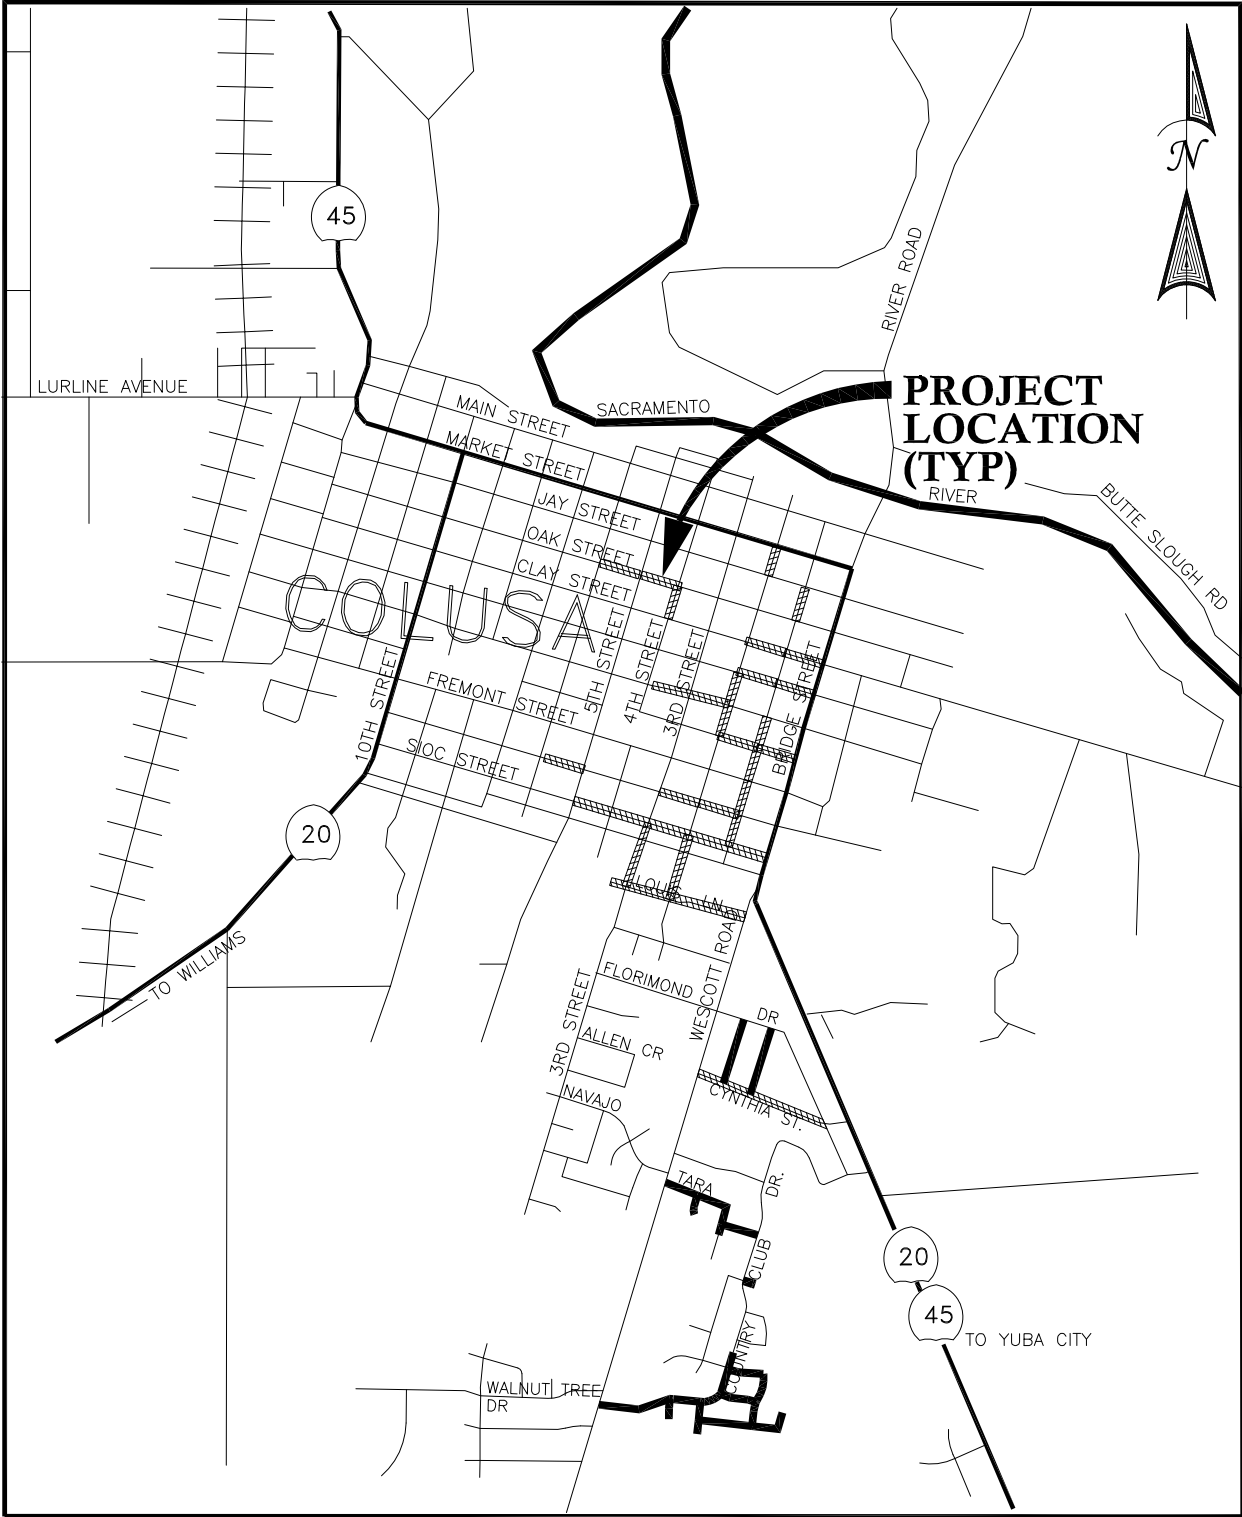 N
45
RIVER ROAD
LURLINE AVENUE
MAIN STREET
SACRAMENTO
PROJECT
LOCATION
(TYP)
MARKET STREET
RIVER
BUTTE SLOUGH RD
JAY STREET
OAK STREET
CLAY STREET
COLUSA
5TH STREET
4TH STREET
3RD STREET
BRIDGE STREET
10TH STREET
FREMONT STREET
SIOC STREET
20
LOUIS LN
TO WILLIAMS
WESCOTT ROAD
FLORIMOND
DR
3RD STREET
ALLEN CR
NAVAJO
CYNTHIA ST.
TARA
DR.
CLUB
COUNTRY
20
45
TO YUBA CITY
WALNUT TREE
DR